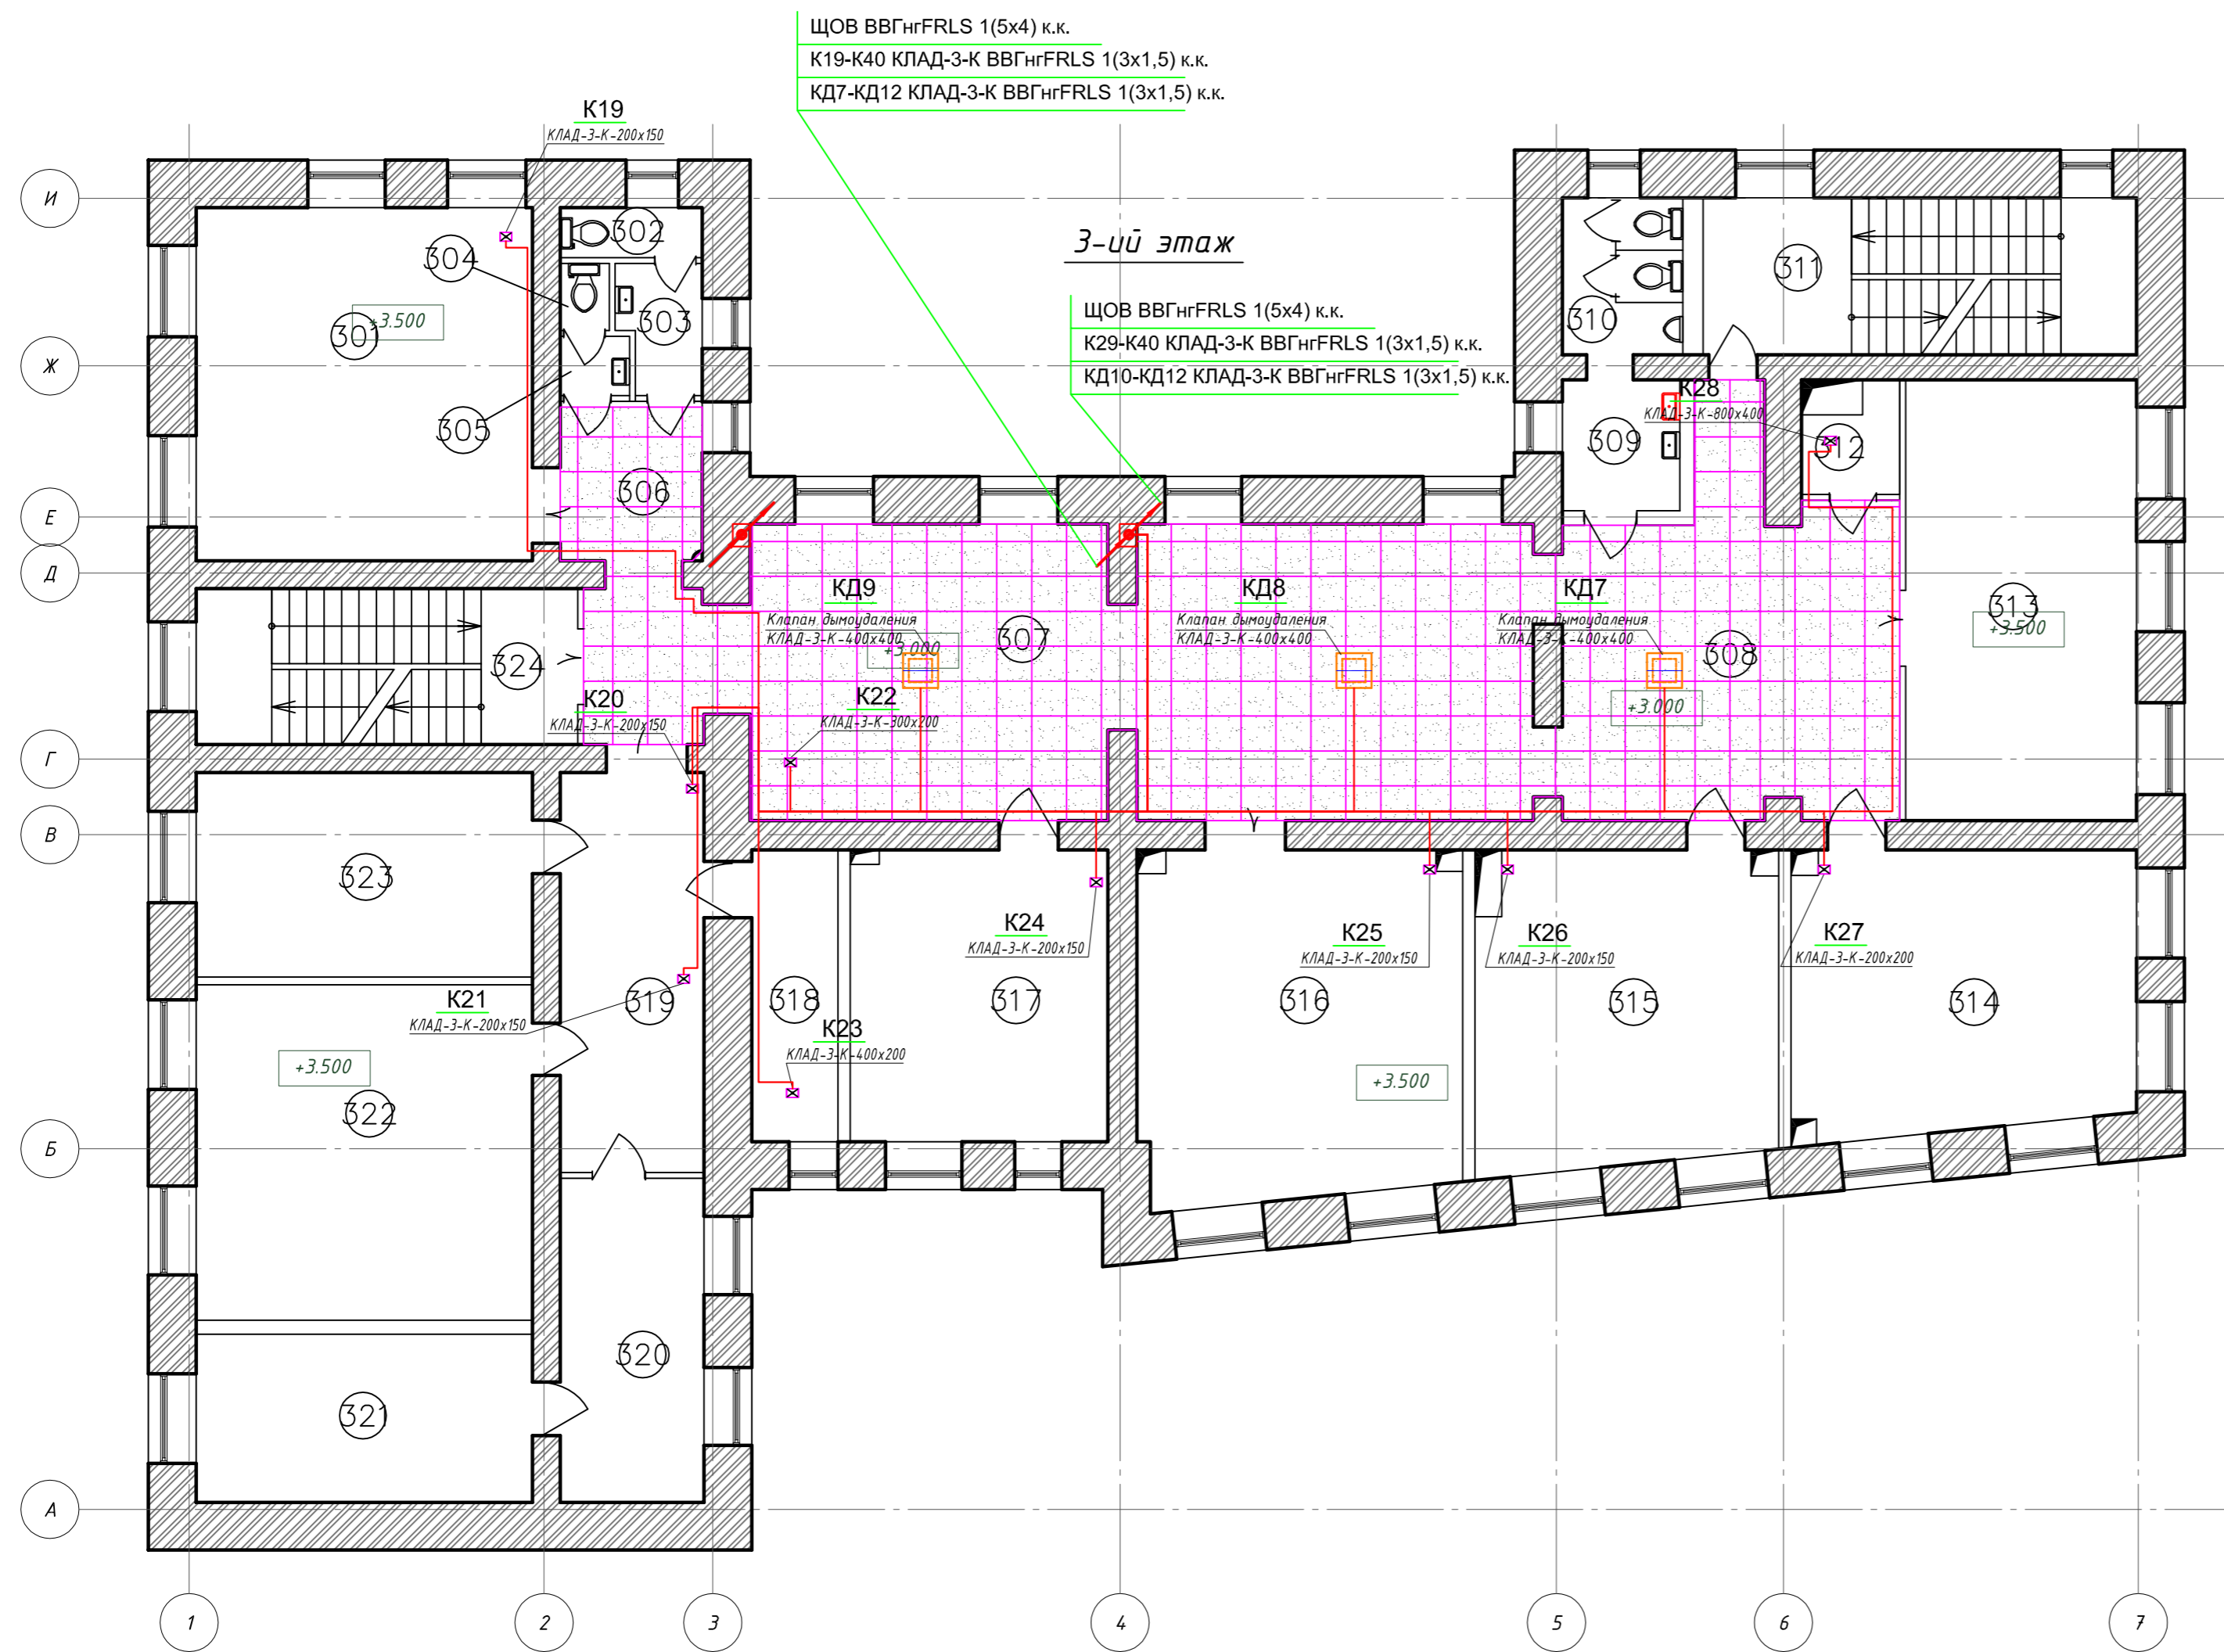 ЩОВ ВВГнгFRLS 1(5х4) к.к.
К19-К40 КЛАД-3-К ВВГнгFRLS 1(3х1,5) к.к.
КД7-КД12 КЛАД-3-К ВВГнгFRLS 1(3х1,5) к.к.
К19
КЛАД-3-К-200х150
И
302
3-ий этаж
304
311
301
+3.500
303
310
ЩОВ ВВГнгFRLS 1(5х4) к.к.
К29-К40 КЛАД-3-К ВВГнгFRLS 1(3х1,5) к.к.
КД10-КД12 КЛАД-3-К ВВГнгFRLS 1(3х1,5) к.к.
Ж
К28
КЛАД-3-К-800х400
305
309
312
306
Е
Д
КД9
Клапан дымоудаления
КЛАД-3-К-400х400
+3.000
307
КД8
Клапан дымоудаления
КЛАД-3-К-400х400
КД7
Клапан дымоудаления
КЛАД-3-К-400х400
308
+3.000
313
+3.500
324
К20
КЛАД-3-К-200х150
К22
КЛАД-3-К-300х200
Г
В
323
К24
КЛАД-3-К-200х150
К25
КЛАД-3-К-200х150
К26
КЛАД-3-К-200х150
К27
КЛАД-3-К-200х200
К21
КЛАД-3-К-200х150
319
318
317
316
315
314
К23
КЛАД-3-К-400х200
+3.500
+3.500
322
Б
320
321
А
1
2
3
4
5
6
7